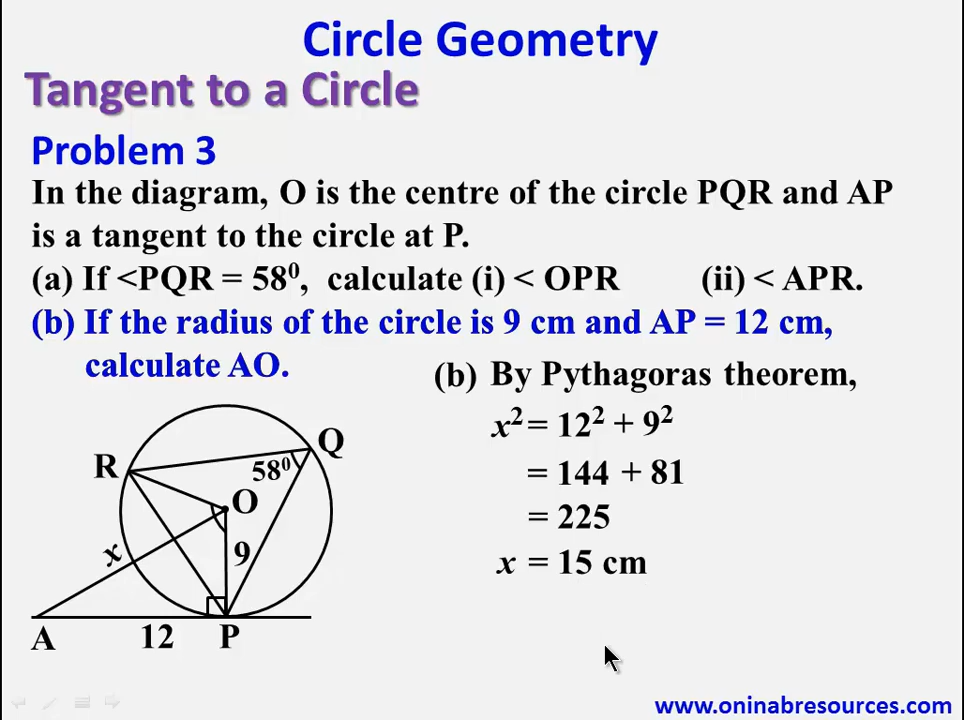 Circle Geometry
Tangent to a Circle
Problem 3
In the diagram, O is the centre of the circle PQR and AP
is a tangent to the circle at P.
(a) If <PQR = 58⁰, calculate (i) < OPR (ii) < APR.
(b) If the radius of the circle is 9 cm and AP = 12 cm,
calculate AO.
(b) By Pythagoras theorem,
x² = 12² + 9²
= 144 + 81
= 225
x = 15 cm
Q
R
58⁰
O
x
9
A
12
P
www.oninabresources.com